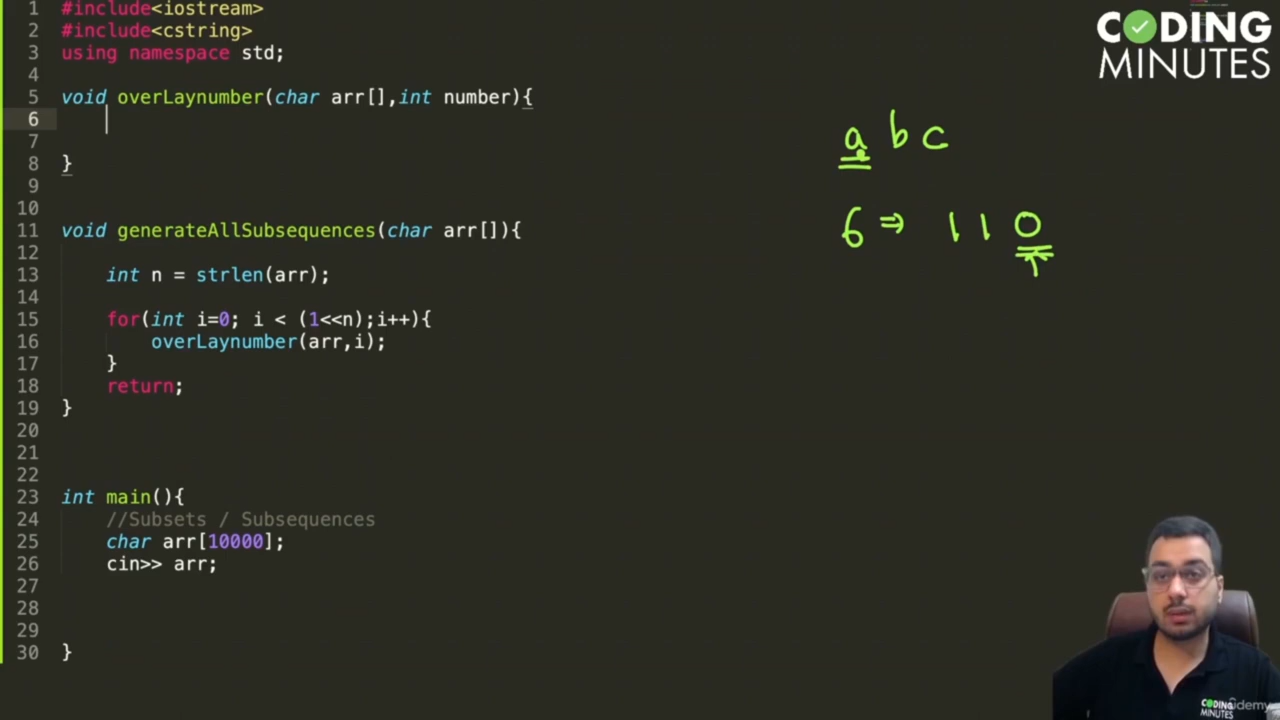 1 #include<iostream>
2 #include<cstring>
3 using namespace std;
4
5 void overLaynumber(char arr[],int number){
6
7
8 }
9
10
11 void generateAllSubsequences(char arr[]){
12
13 int n = strlen(arr);
14
15 for(int i=0; i < (1<<n);i++){
16 overLaynumber(arr,i);
17 }
18 return;
19 }
20
21
22
23 int main(){
24 //Subsets / Subsequences
25 char arr[10000];
26 cin>> arr;
27
28
29
30 }
CODING
MINUTES
a b c
6 ⇒ 1 1 0
CODING
MINUTES
udemy